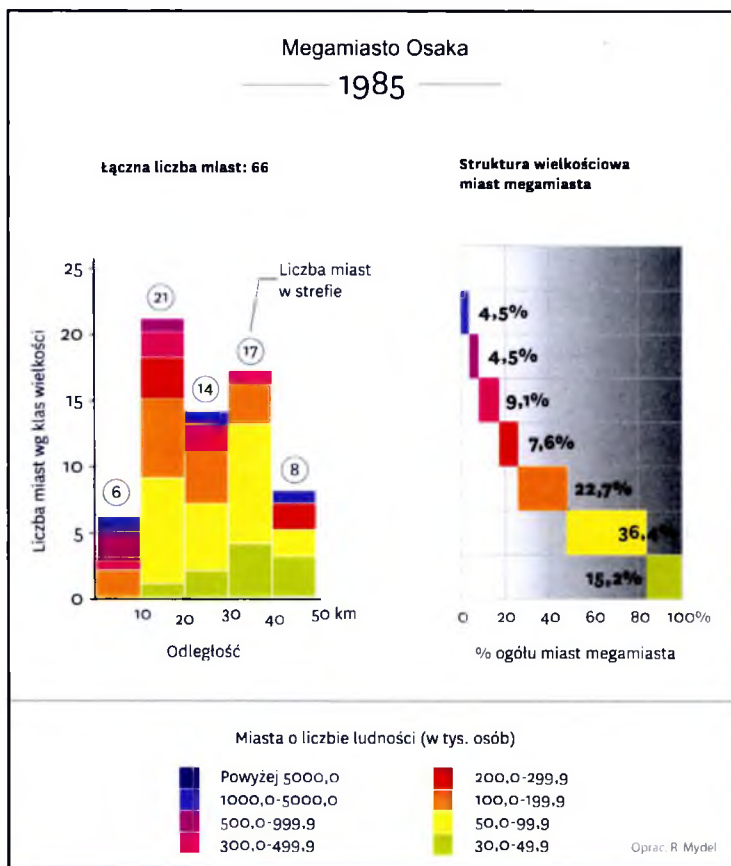 Megamiasto Osaka
1985
Łączna liczba miast: 66
Struktura wielkościowa
miast megamiasta
Liczba miast wg klas wielkości
25
20
15
10
5
0
6
21
14
17
8
Liczba miast
w strefie
10
20
30
40
50 km
Odległość
4,5%
4,5%
9,1%
7,6%
22,7%
36,4%
15,2%
0
20
40
60
80
100%
% ogółu miast megamiasta
Miasta o liczbie ludności (w tys. osób)
Powyżej 5000,0
1000,0-5000,0
500,0-999,9
300,0-499,9
200,0-299,9
100,0-199,9
50,0-99,9
30,0-49,9
Oprac. R. Mydel